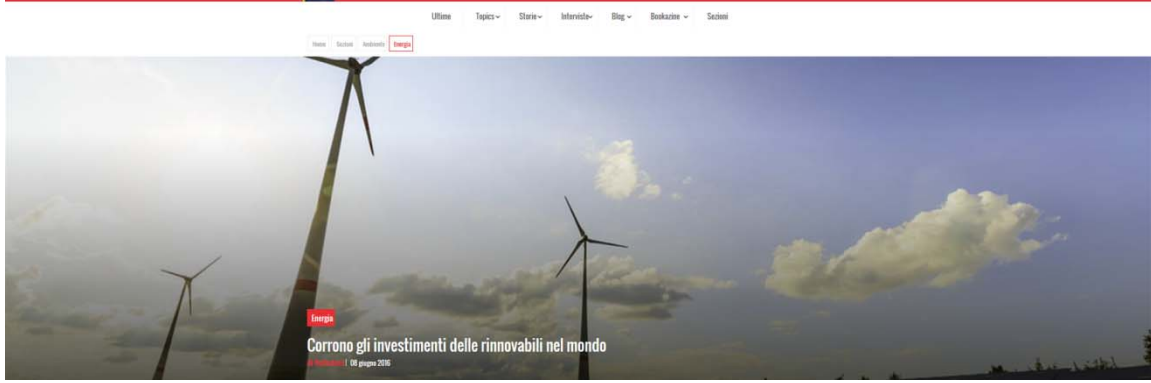 Ultime Topics Storie Interviste Blog Bookazine Sezioni
Home Sezioni Ambiente Energia
Energia
Corrono gli investimenti delle rinnovabili nel mondo
| 08 giugno 2016